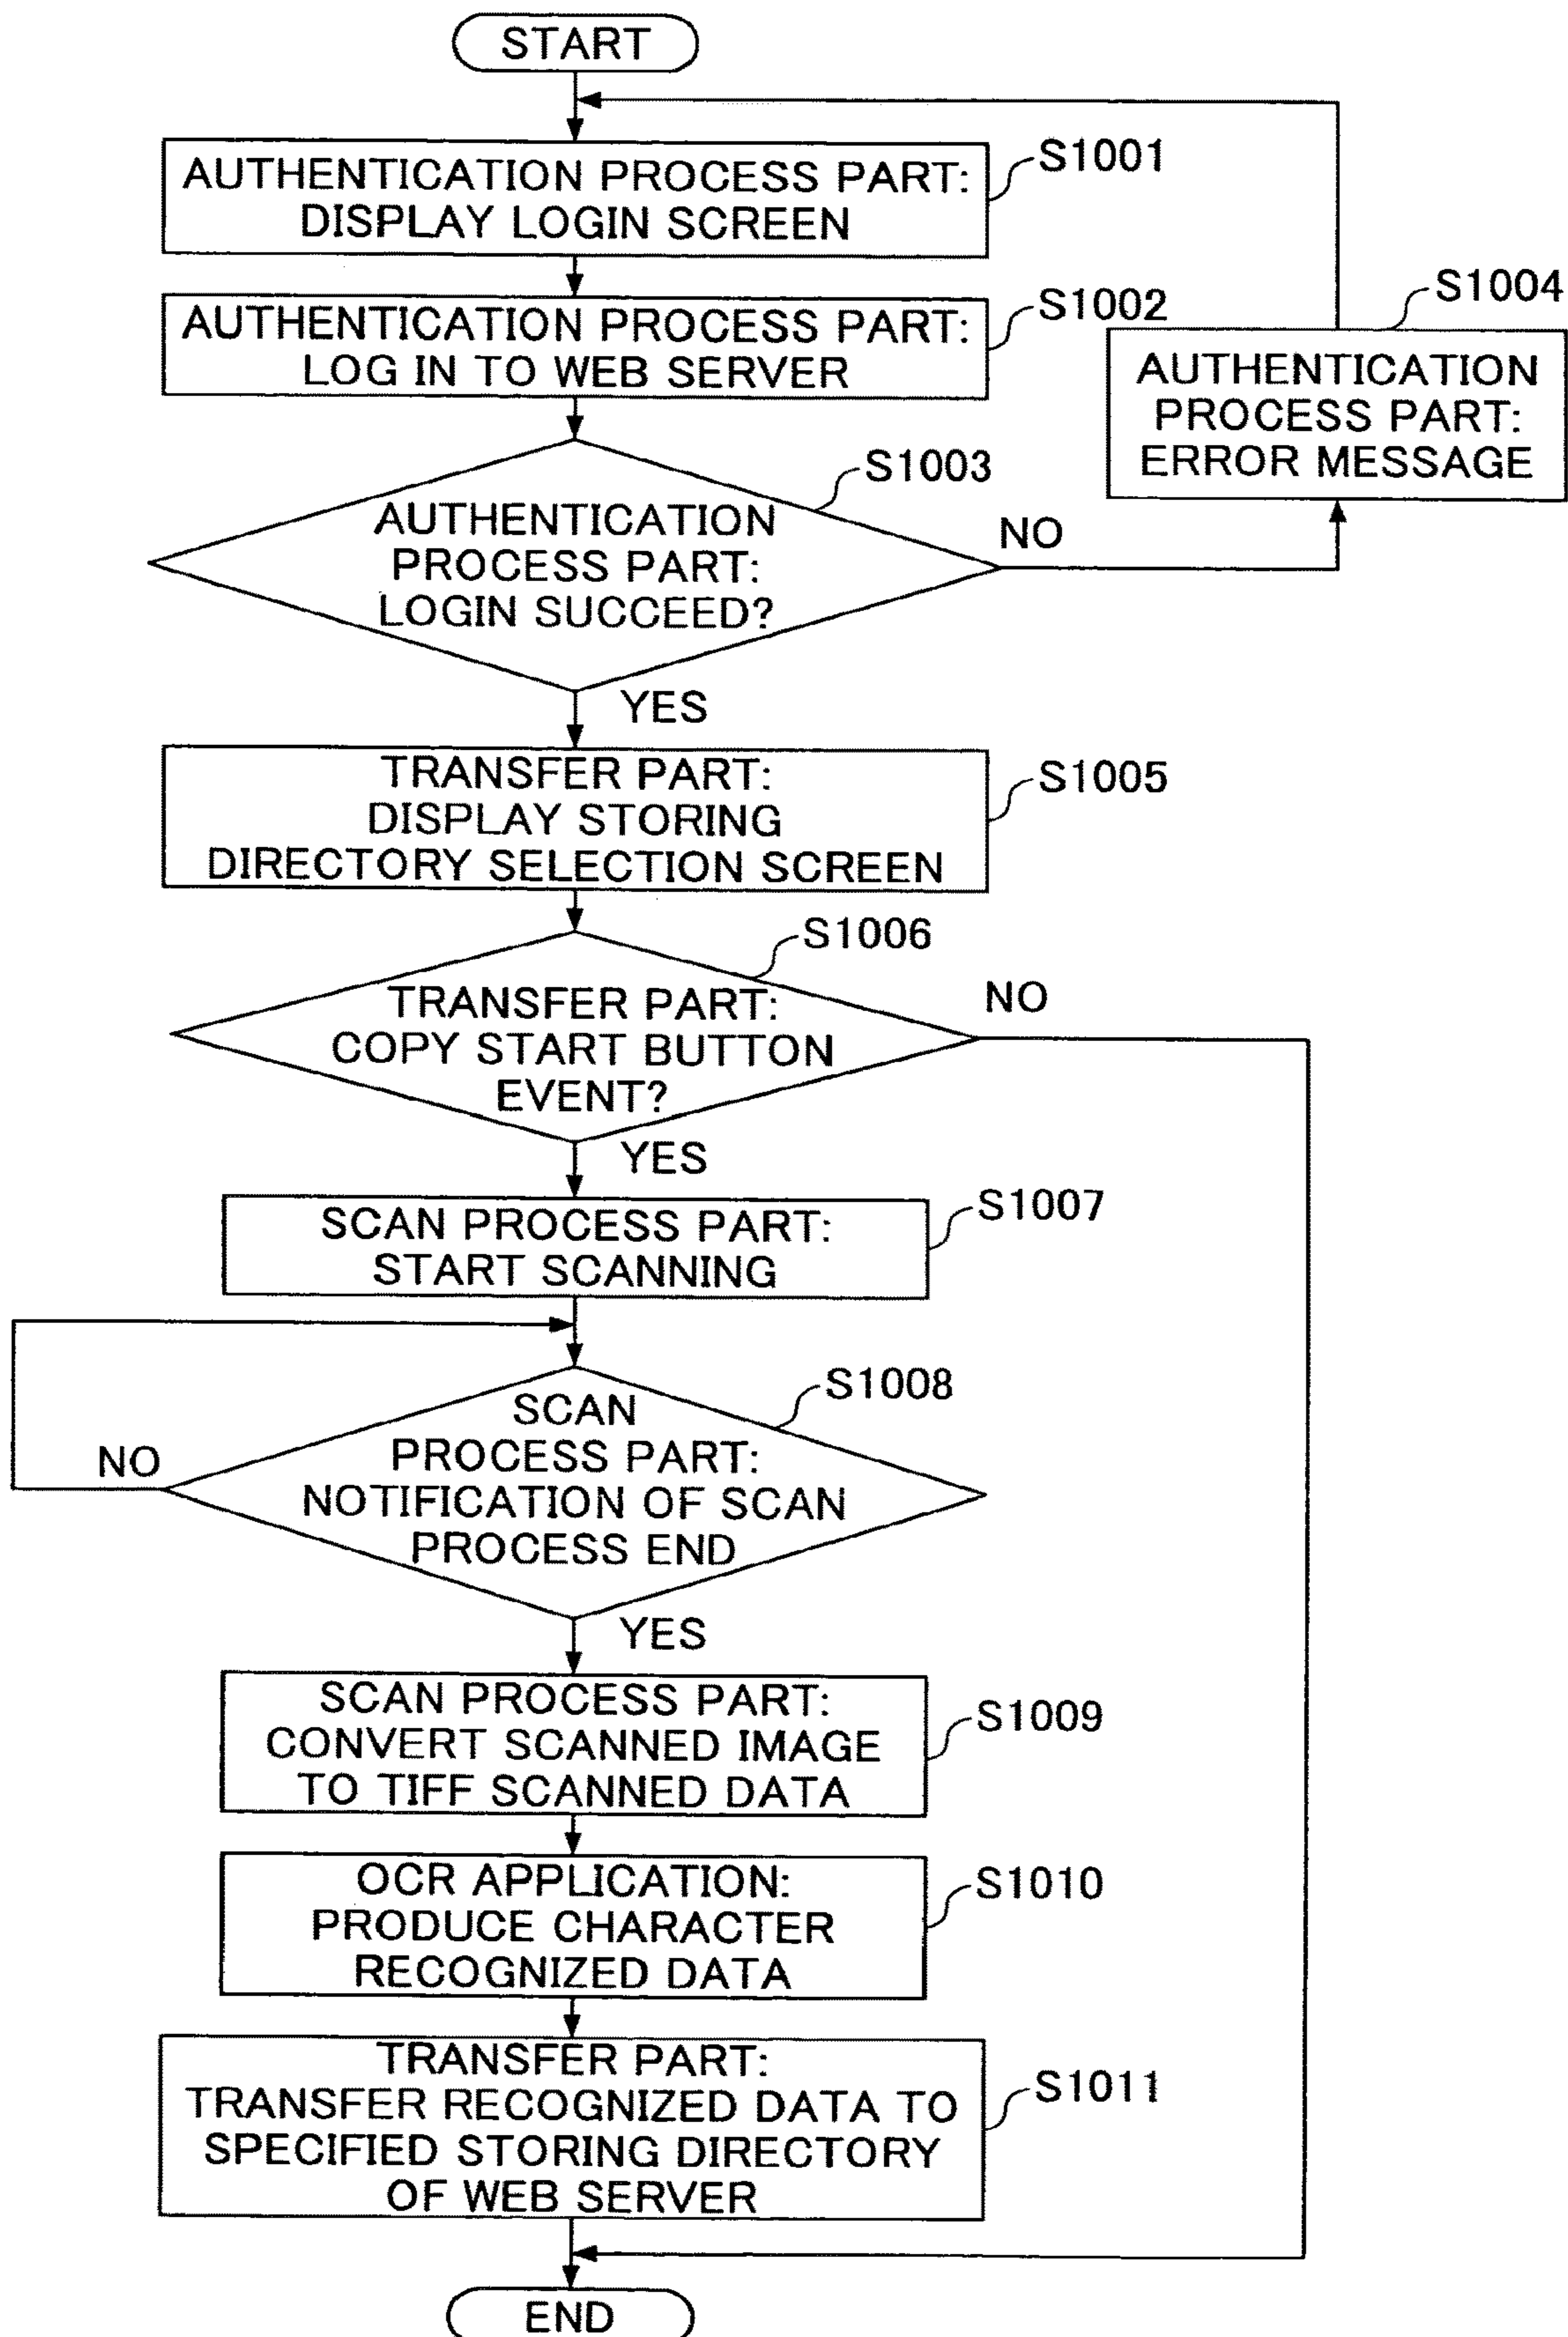 START
AUTHENTICATION PROCESS PART:
DISPLAY LOGIN SCREEN
S1001
AUTHENTICATION PROCESS PART:
LOG IN TO WEB SERVER
S1002
S1004
AUTHENTICATION
PROCESS PART:
ERROR MESSAGE
S1003
AUTHENTICATION
PROCESS PART:
LOGIN SUCCEED?
NO
YES
TRANSFER PART:
DISPLAY STORING
DIRECTORY SELECTION SCREEN
S1005
S1006
TRANSFER PART:
COPY START BUTTON
EVENT?
NO
YES
SCAN PROCESS PART:
START SCANNING
S1007
S1008
SCAN
PROCESS PART:
NOTIFICATION OF SCAN
PROCESS END
NO
YES
SCAN PROCESS PART:
CONVERT SCANNED IMAGE
TO TIFF SCANNED DATA
S1009
OCR APPLICATION:
PRODUCE CHARACTER
RECOGNIZED DATA
S1010
TRANSFER PART:
TRANSFER RECOGNIZED DATA TO
SPECIFIED STORING DIRECTORY
OF WEB SERVER
S1011
END